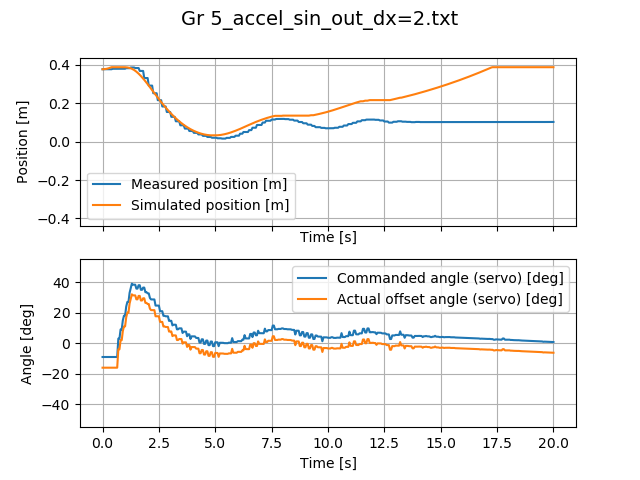 Gr 5_accel_sin_out_dx=2.txt
0.4
0.2
0.0
−0.2
−0.4
Position [m]
Measured position [m]
Simulated position [m]
Time [s]
40
20
0
−20
−40
Angle [deg]
Commanded angle (servo) [deg]
Actual offset angle (servo) [deg]
0.0 2.5 5.0 7.5 10.0 12.5 15.0 17.5 20.0
Time [s]